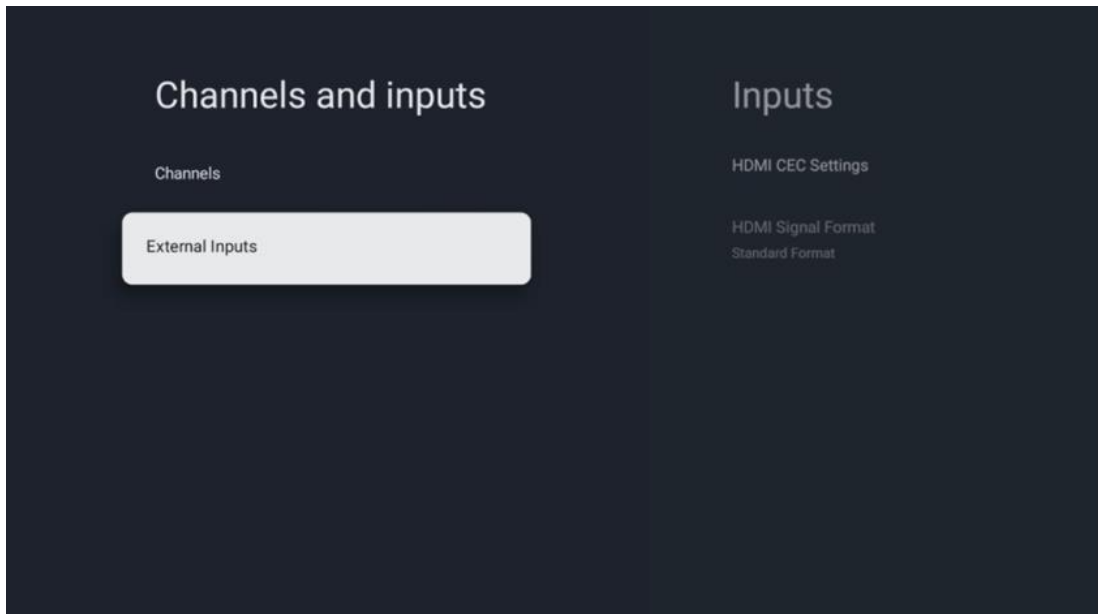 Channels and inputs
Channels
External Inputs
Inputs
HDMI CEC Settings
HDMI Signal Format
Standard Format